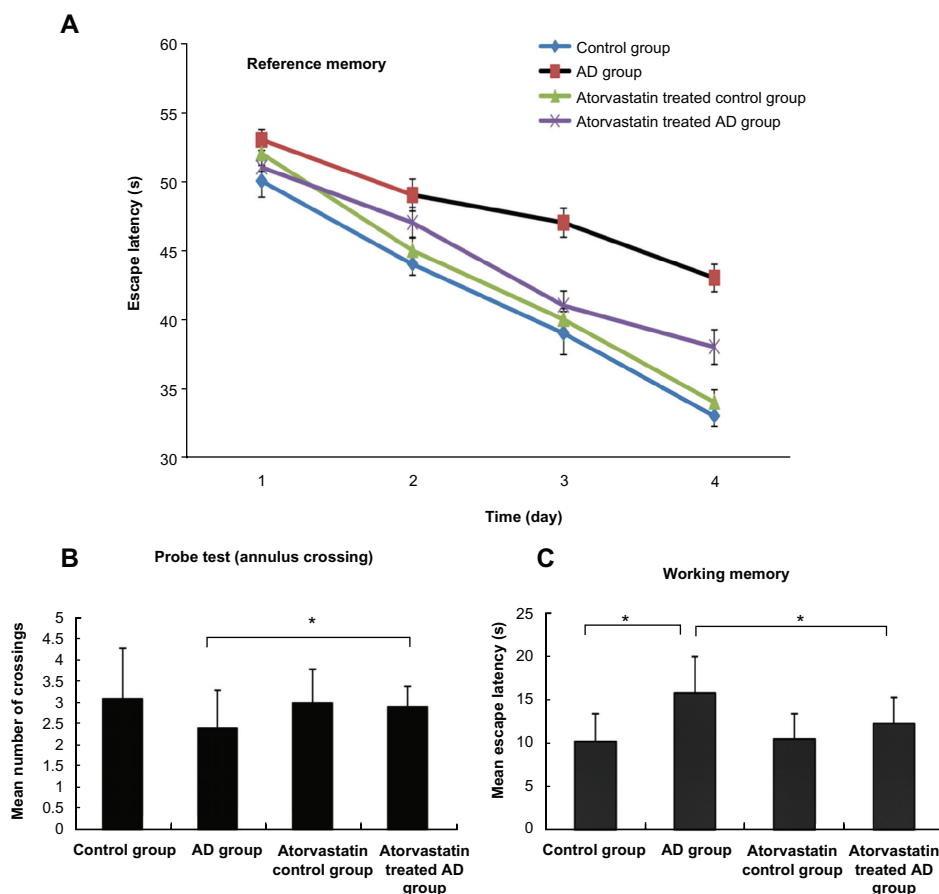 A
Reference memory
Control group
AD group
Atorvastatin treated control group
Atorvastatin treated AD group
Escape latency (s)
60
55
50
45
40
35
30
1 2 3 4
Time (day)
B
Probe test (annulus crossing)
Mean number of crossings
5
4.5
4
3.5
3
2.5
2
1.5
1
0.5
0
*
Control group
AD group
Atorvastatin
control group
Atorvastatin
treated AD
group
C
Working memory
Mean escape latency (s)
25
20
15
10
5
0
*
*
Control group
AD group
Atorvastatin
control group
Atorvastatin
treated AD
group